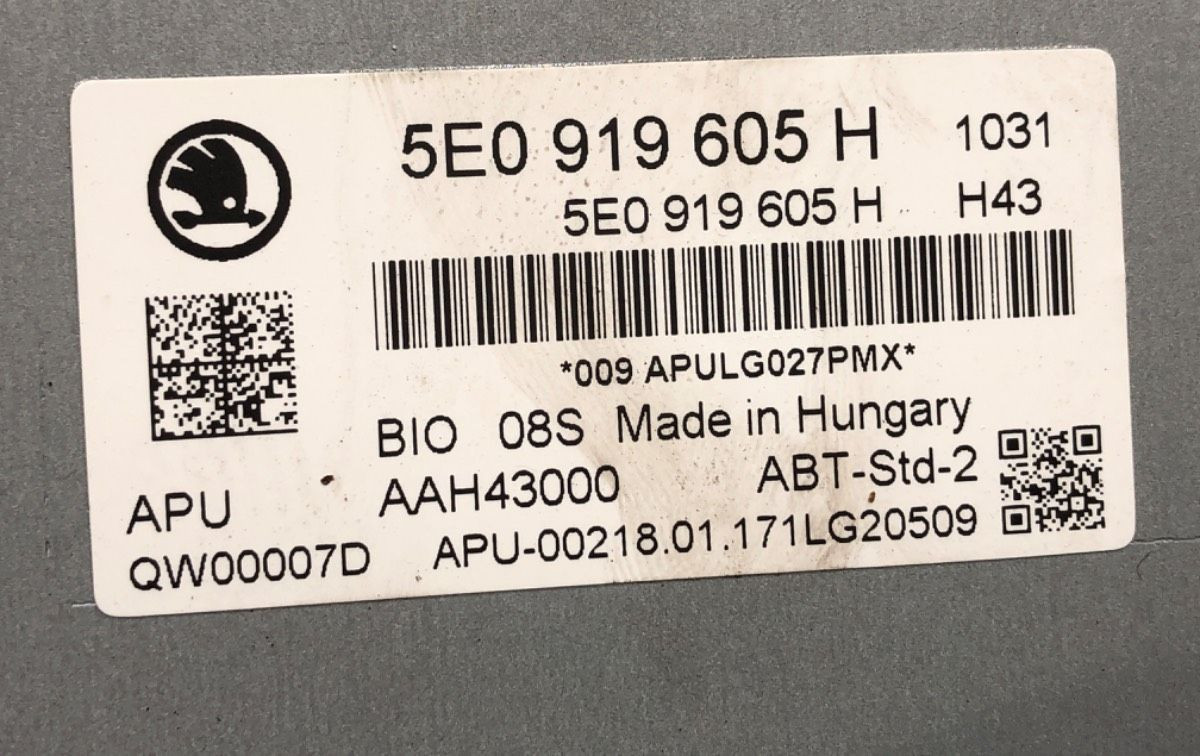 5E0 919 605 H 1031
5E0 919 605 H H43
*009 APULG027PMX*
BIO 08S Made in Hungary
AAH43000 ABT-Std-2
APU
QW00007D APU-00218.01.171LG20509